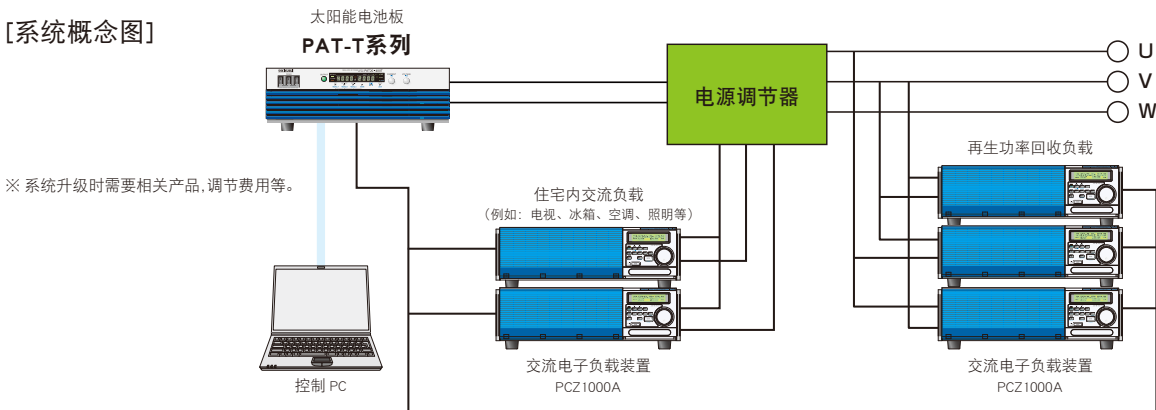 [系统概念图]
太阳能电池板
PAT-T系列
电源调节器
U
V
W
※ 系统升级时需要相关产品,调节费用等。
住宅内交流负载
（例如：电视、冰箱、空调、照明等）
再生功率回收负载
控制 PC
交流电子负载装置
PCZ1000A
交流电子负载装置
PCZ1000A